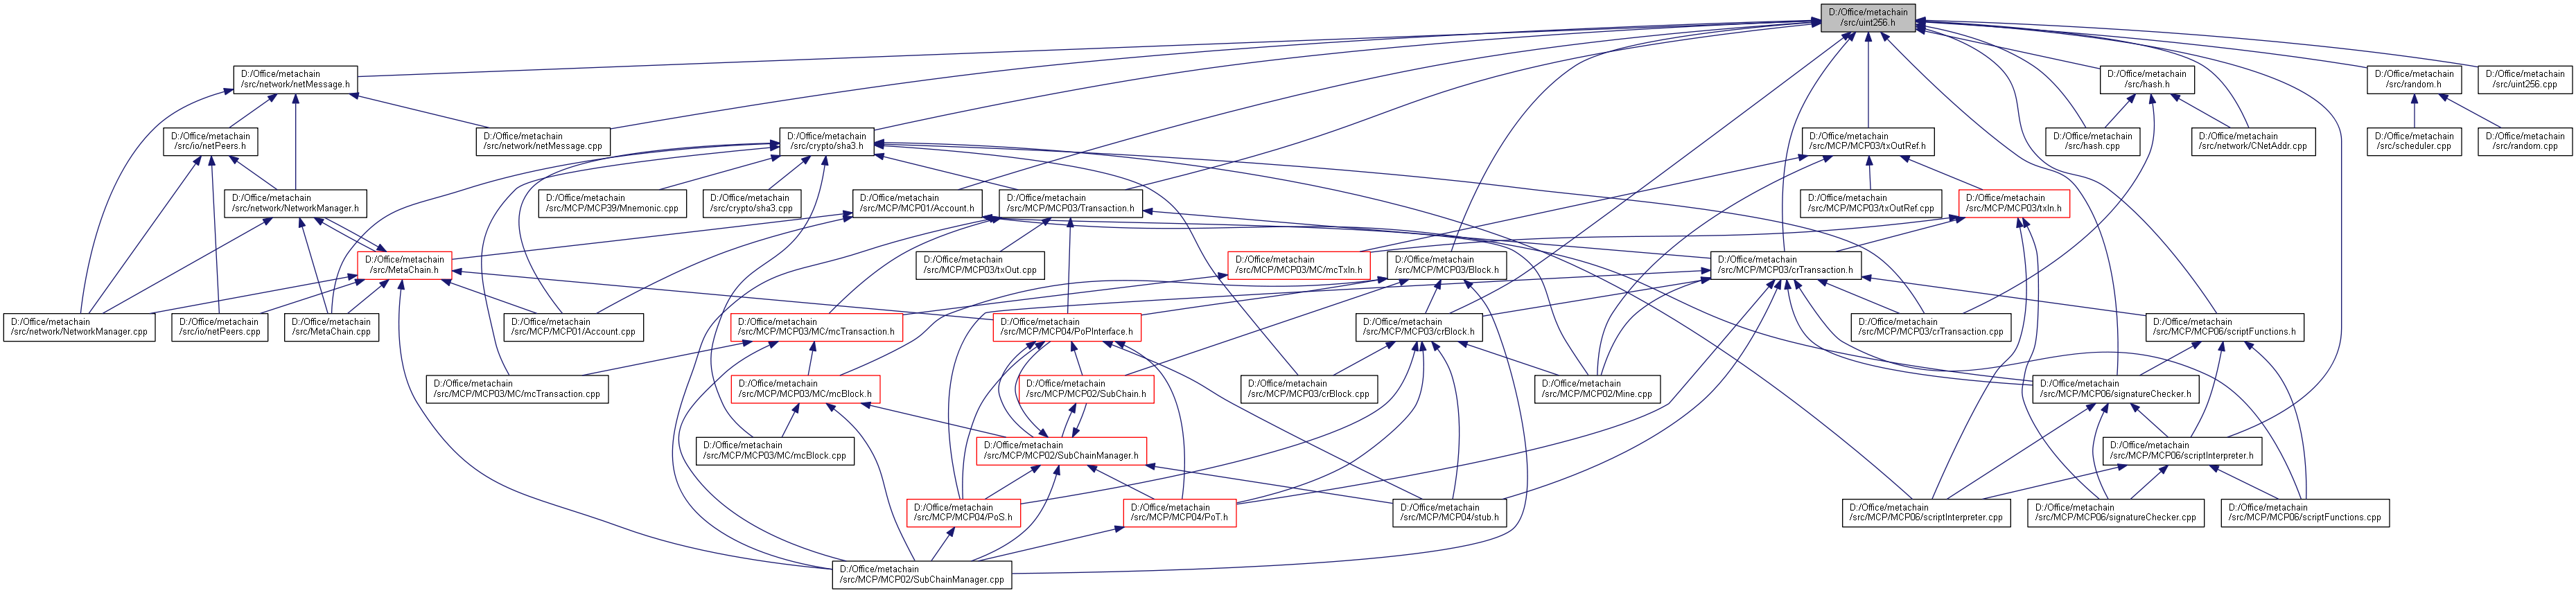 D:/Office/metachain
/src/uint256.h
D:/Office/metachain
/src/network/netMessage.h
D:/Office/metachain
/src/hash.h
D:/Office/metachain
/src/random.h
D:/Office/metachain
/src/uint256.cpp
D:/Office/metachain
/src/io/netPeers.h
D:/Office/metachain
/src/network/netMessage.cpp
D:/Office/metachain
/src/crypto/sha3.h
D:/Office/metachain
/src/MCP/MCP03/txOutRef.h
D:/Office/metachain
/src/hash.cpp
D:/Office/metachain
/src/network/CNetAddr.cpp
D:/Office/metachain
/src/scheduler.cpp
D:/Office/metachain
/src/random.cpp
D:/Office/metachain
/src/network/NetworkManager.h
D:/Office/metachain
/src/MCP/MCP39/Mnemonic.cpp
D:/Office/metachain
/src/crypto/sha3.cpp
D:/Office/metachain
/src/MCP/MCP01/Account.h
D:/Office/metachain
/src/MCP/MCP03/Transaction.h
D:/Office/metachain
/src/MCP/MCP03/txOutRef.cpp
D:/Office/metachain
/src/MCP/MCP03/txIn.h
D:/Office/metachain
/src/MetaChain.h
D:/Office/metachain
/src/MCP/MCP03/txOut.cpp
D:/Office/metachain
/src/MCP/MCP03/MC/mcTxIn.h
D:/Office/metachain
/src/MCP/MCP03/Block.h
D:/Office/metachain
/src/MCP/MCP03/crTransaction.h
D:/Office/metachain
/src/network/NetworkManager.cpp
D:/Office/metachain
/src/io/netPeers.cpp
D:/Office/metachain
/src/MetaChain.cpp
D:/Office/metachain
/src/MCP/MCP01/Account.cpp
D:/Office/metachain
/src/MCP/MCP03/MC/mcTransaction.h
D:/Office/metachain
/src/MCP/MCP04/PoPInterface.h
D:/Office/metachain
/src/MCP/MCP03/crBlock.h
D:/Office/metachain
/src/MCP/MCP03/crTransaction.cpp
D:/Office/metachain
/src/MCP/MCP06/scriptFunctions.h
D:/Office/metachain
/src/MCP/MCP03/MC/mcTransaction.cpp
D:/Office/metachain
/src/MCP/MCP03/MC/mcBlock.h
D:/Office/metachain
/src/MCP/MCP02/SubChain.h
D:/Office/metachain
/src/MCP/MCP03/crBlock.cpp
D:/Office/metachain
/src/MCP/MCP02/Mine.cpp
D:/Office/metachain
/src/MCP/MCP06/signatureChecker.h
D:/Office/metachain
/src/MCP/MCP03/MC/mcBlock.cpp
D:/Office/metachain
/src/MCP/MCP02/SubChainManager.h
D:/Office/metachain
/src/MCP/MCP06/scriptInterpreter.h
D:/Office/metachain
/src/MCP/MCP04/PoS.h
D:/Office/metachain
/src/MCP/MCP04/PoT.h
D:/Office/metachain
/src/MCP/MCP04/stub.h
D:/Office/metachain
/src/MCP/MCP06/scriptInterpreter.cpp
D:/Office/metachain
/src/MCP/MCP06/signatureChecker.cpp
D:/Office/metachain
/src/MCP/MCP06/scriptFunctions.cpp
D:/Office/metachain
/src/MCP/MCP02/SubChainManager.cpp